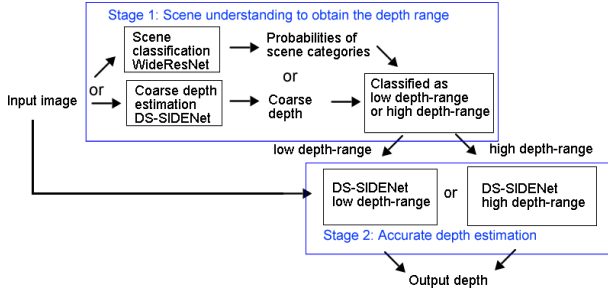 Stage 1: Scene understanding to obtain the depth range
Scene
classification
WideResNet
Probabilities of
scene categories
or
or
Input image
Coarse depth
estimation
DS-SIDENet
Coarse
depth
Classified as
low depth-range
or high depth-range
low depth-range
high depth-range
DS-SIDENet
low depth-range
or
DS-SIDENet
high depth-range
Stage 2: Accurate depth estimation
Output depth